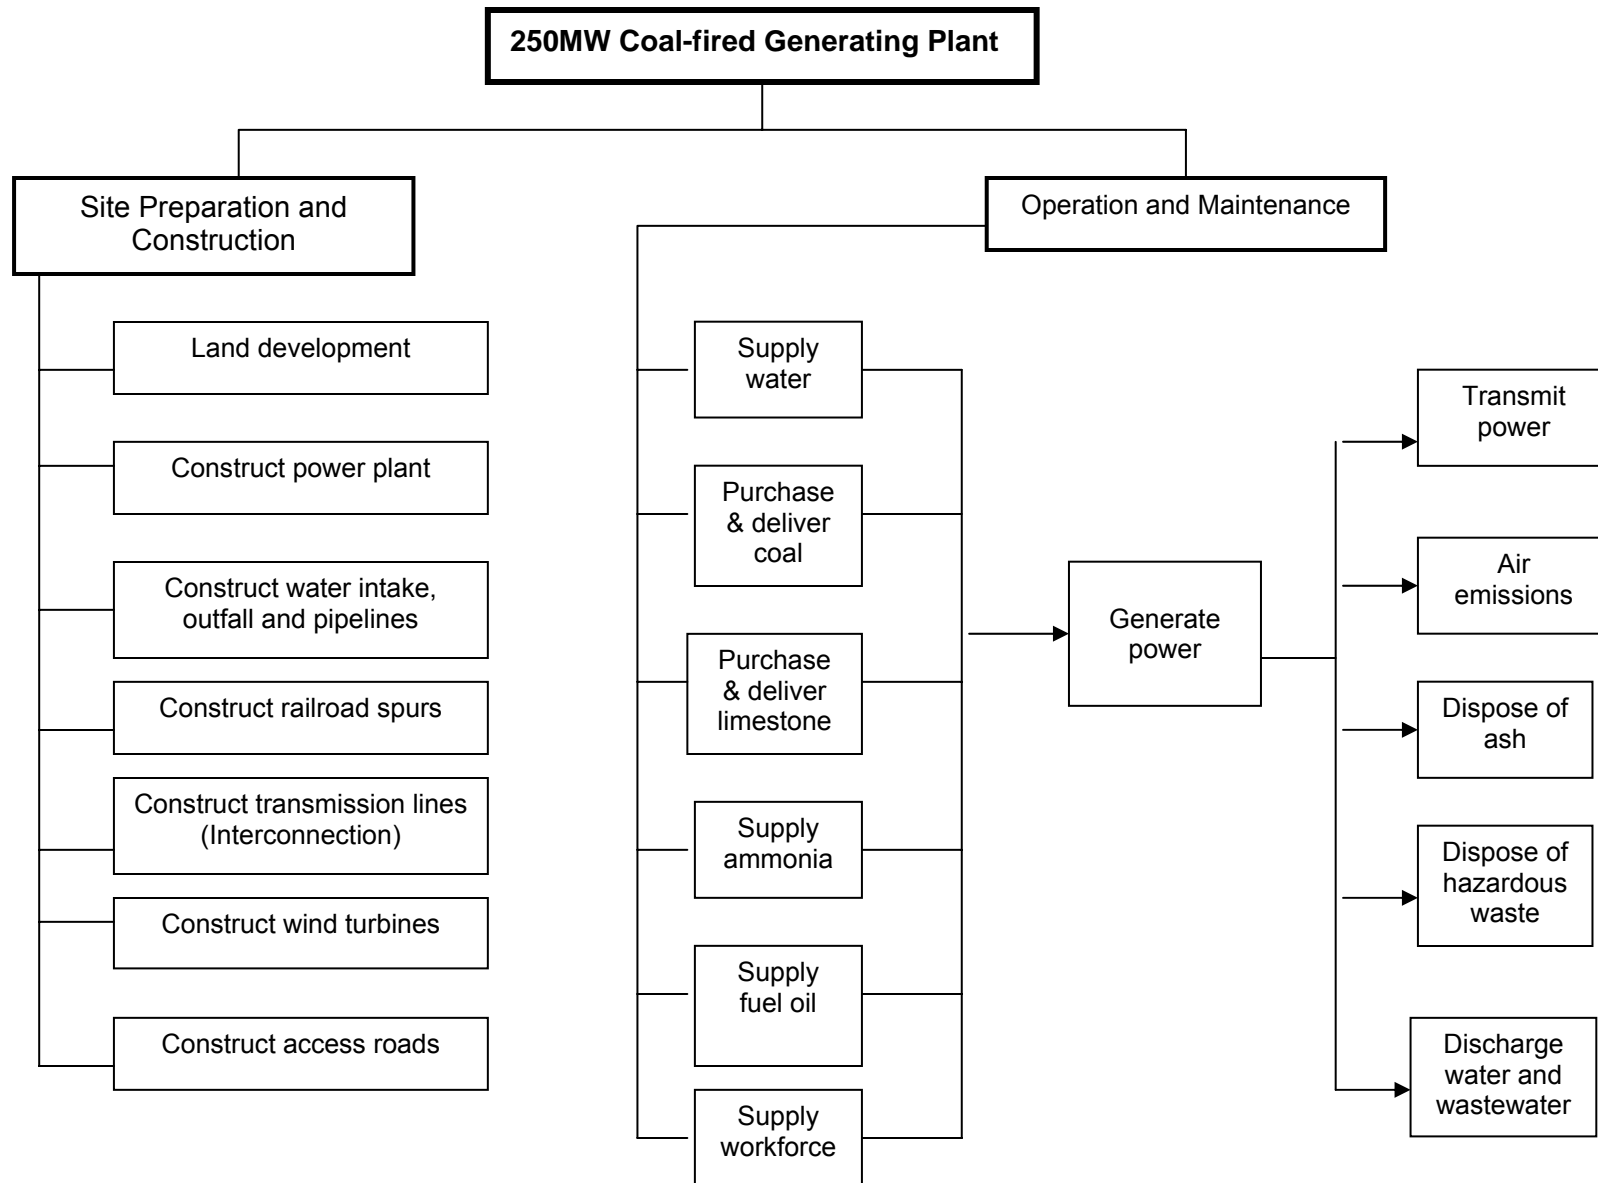 250MW Coal-fired Generating Plant
Site Preparation and
Construction
Operation and Maintenance
Land development
Construct power plant
Construct water intake,
outfall and pipelines
Construct railroad spurs
Construct transmission lines
(Interconnection)
Construct wind turbines
Construct access roads
Supply
water
Purchase
& deliver
coal
Purchase
& deliver
limestone
Supply
ammonia
Supply
fuel oil
Supply
workforce
Generate
power
Transmit
power
Air
emissions
Dispose of
ash
Dispose of
hazardous
waste
Discharge
water and
wastewater